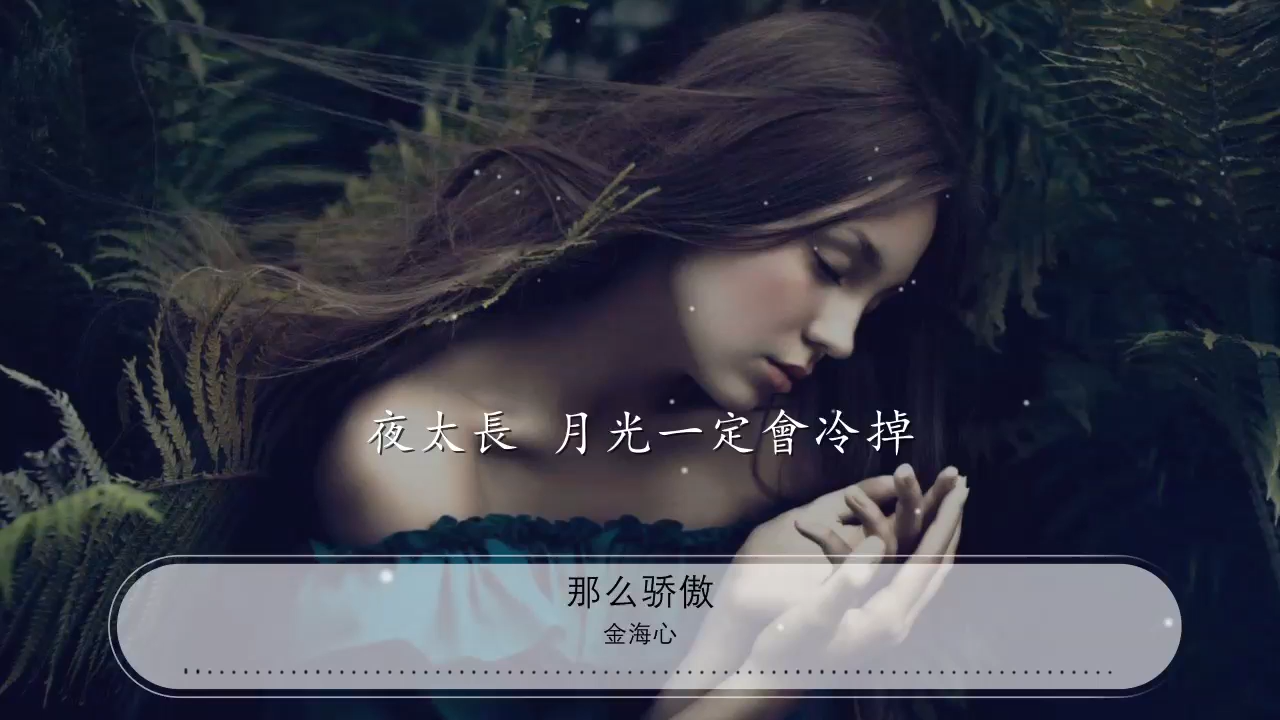 夜太長 月光一定會冷掉
那么骄傲
金海心